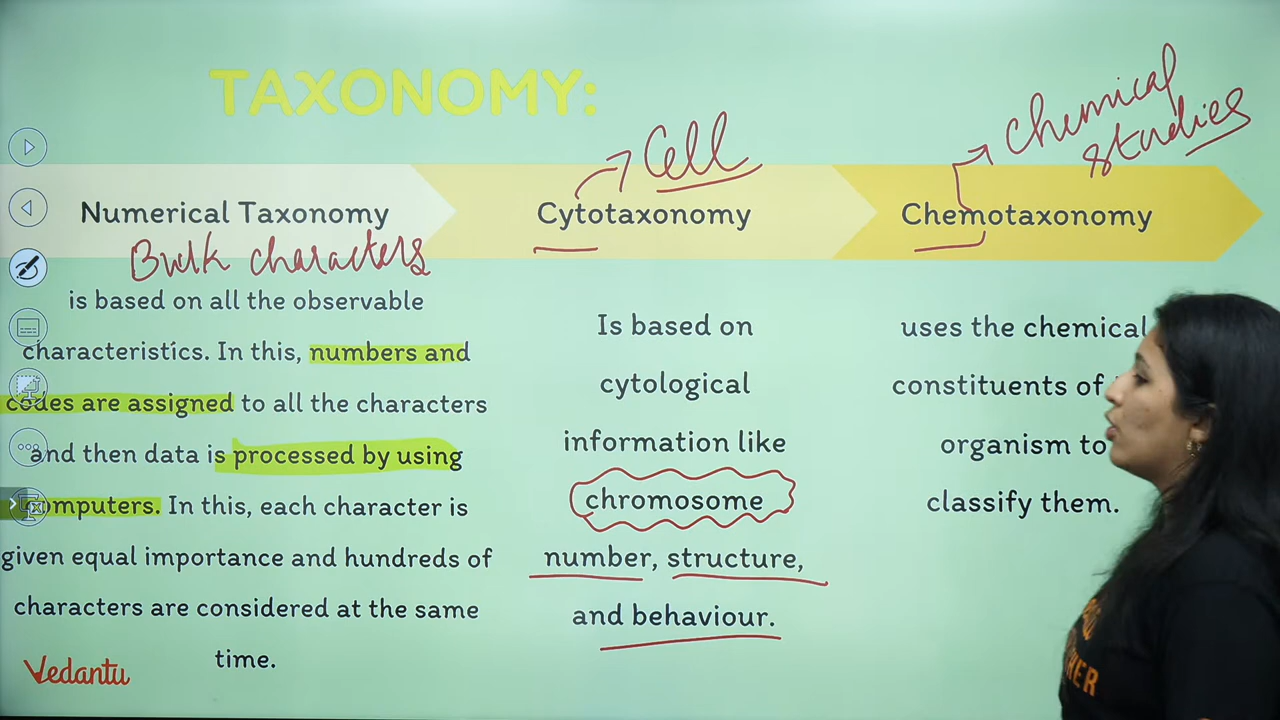 TAXONOMY:
Cell
Chemical
studies
Numerical Taxonomy
Cytotaxonomy
Chemotaxonomy
Bulk characters
is based on all the observable
characteristics. In this, numbers and
codes are assigned to all the characters
and then data is processed by using
computers. In this, each character is
given equal importance and hundreds of
characters are considered at the same
time.
Is based on
cytological
information like
chromosome
number, structure,
and behaviour.
uses the chemical
constituents of
organism to
classify them.
Vedantu